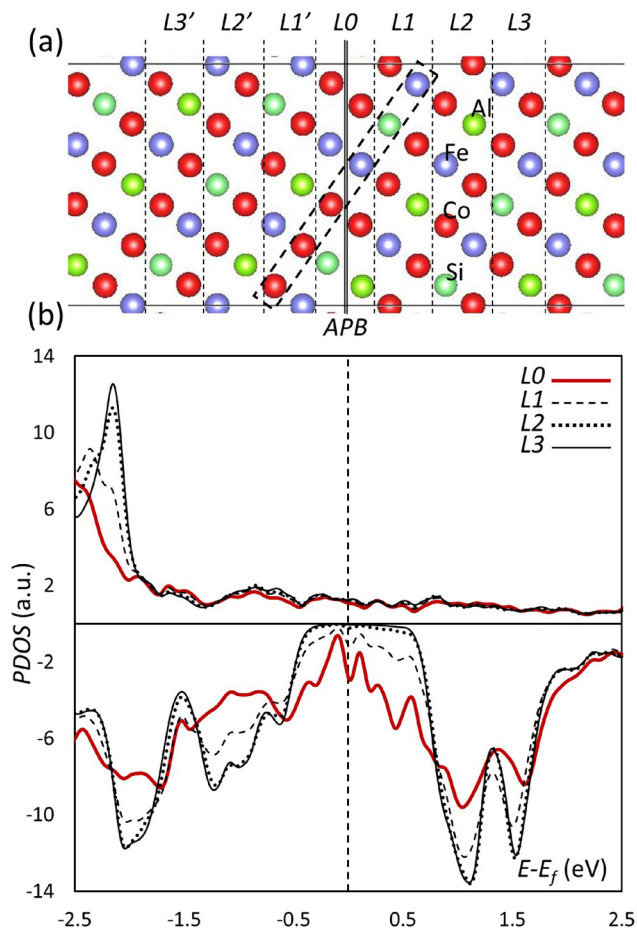 L3’ L2’ L1’ L0 L1 L2 L3
(a)
Al
Fe
Co
Si
(b)
APB
14
10
6
2
-2
-6
-10
-14
PDOS (a.u.)
L0
L1
L2
L3
E-Ef (eV)
-2.5 -1.5 -0.5 0.5 1.5 2.5